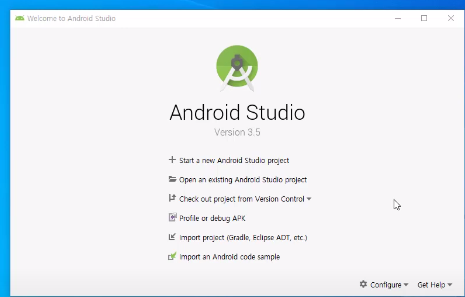 Welcome to Android Studio
Android Studio
Version 3.5
Start a new Android Studio project
Open an existing Android Studio project
Check out project from Version Control
Profile or debug APK
Import project (Gradle, Eclipse ADT, etc.)
Import an Android code sample
Configure Get Help